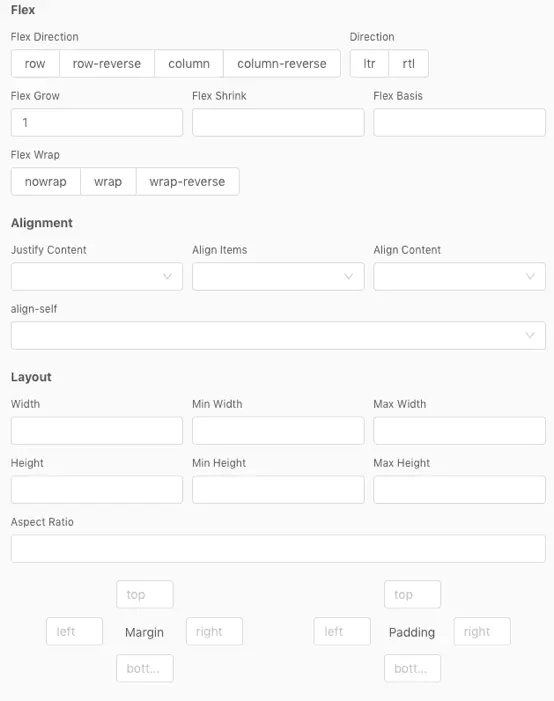 Flex
Flex Direction Direction
row row-reverse column column-reverse ltr rtl
Flex Grow Flex Shrink Flex Basis
1
Flex Wrap
nowrap wrap wrap-reverse
Alignment
Justify Content Align Items Align Content
align-self
Layout
Width Min Width Max Width
Height Min Height Max Height
Aspect Ratio
top top
left Margin right left Padding right
bott... bott...